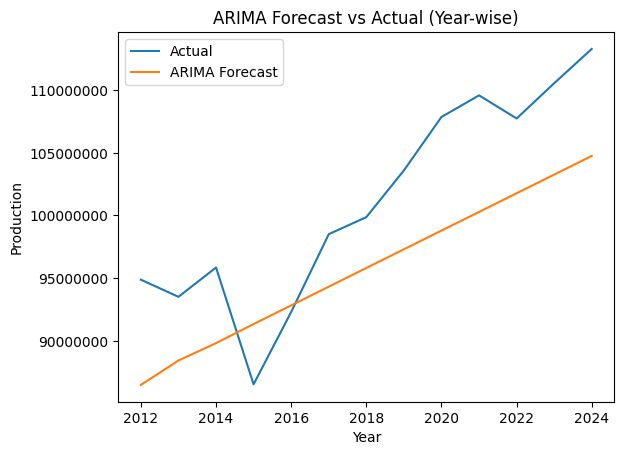 ARIMA Forecast vs Actual (Year-wise)
Actual
ARIMA Forecast
Production
110000000
105000000
100000000
95000000
90000000
2012 2014 2016 2018 2020 2022 2024
Year